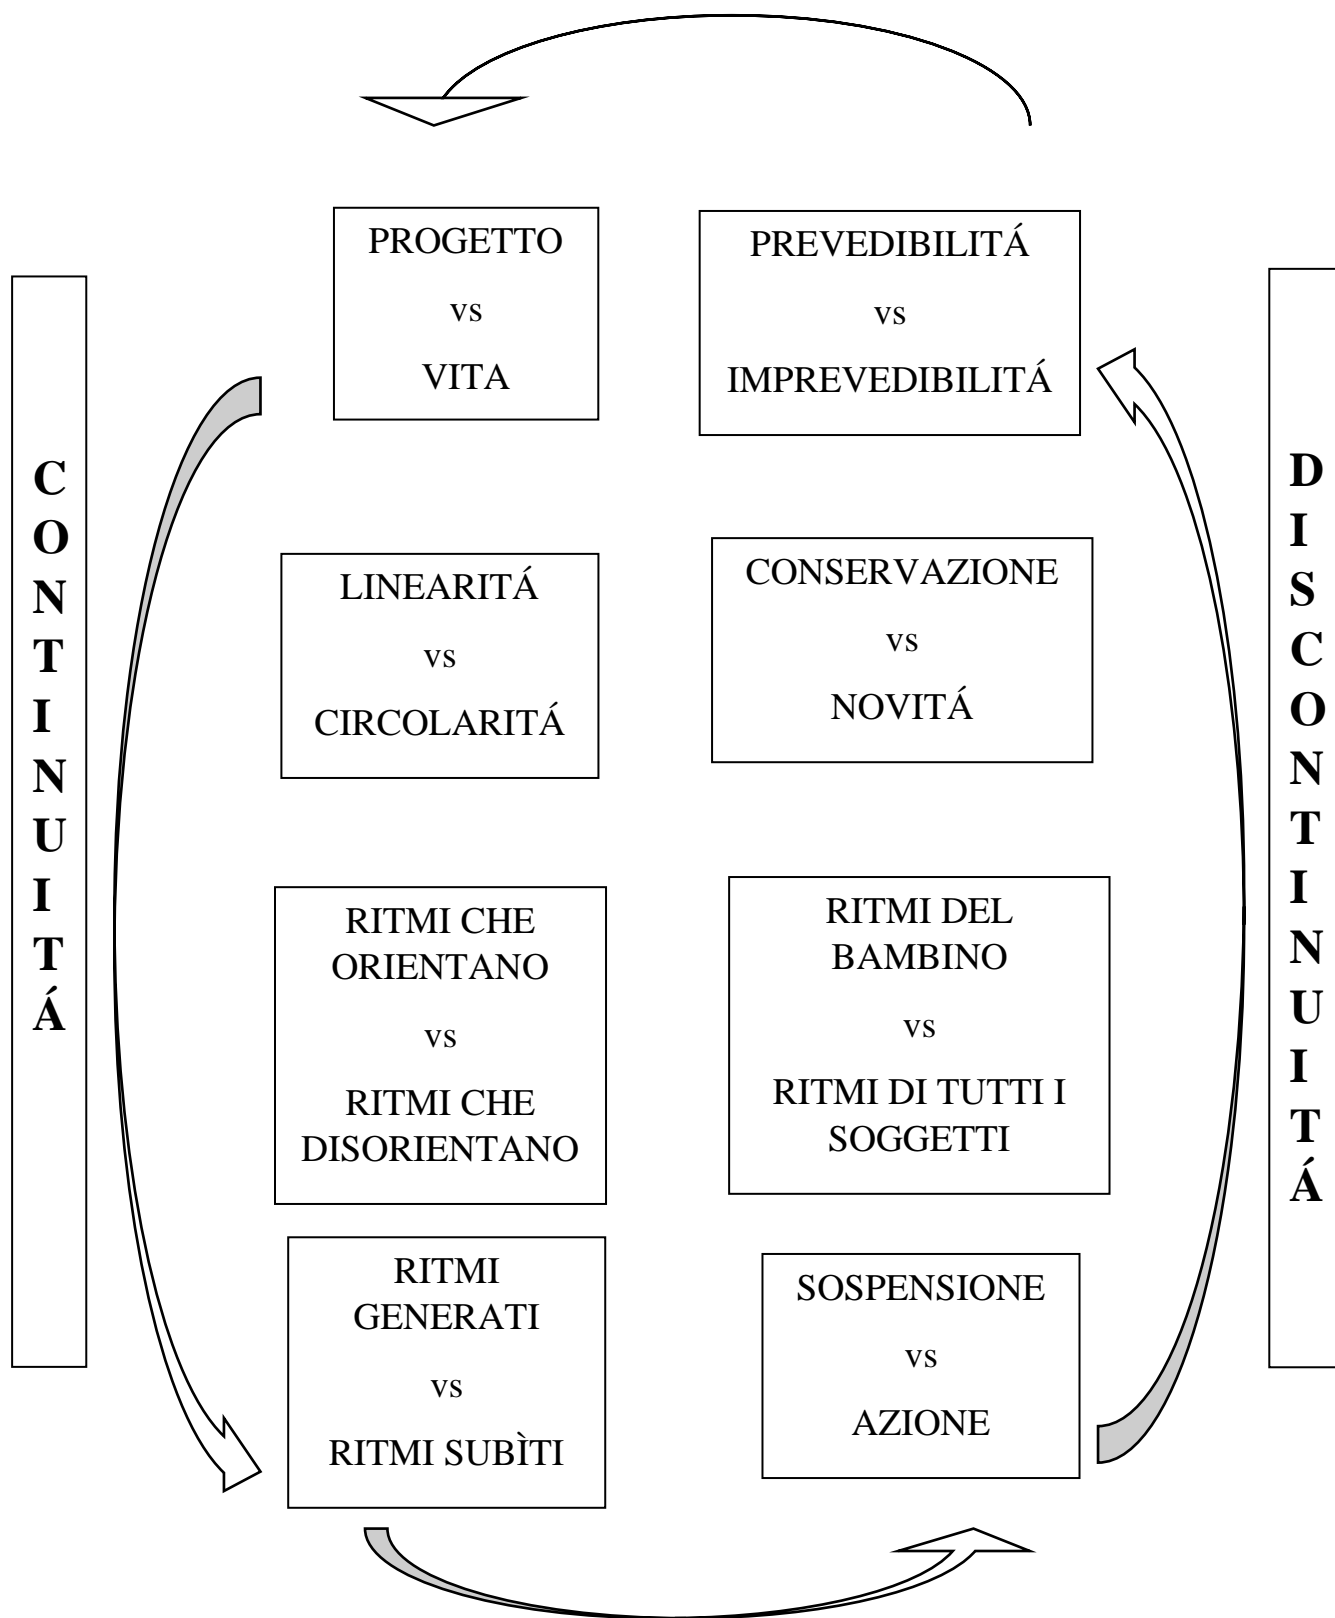 PROGETTO
vs
VITA
PREVEDIBILITÁ
vs
IMPREVEDIBILITÁ
CONTINUITÁ
DISCONTINUITÁ
LINEARITÁ
vs
CIRCOLARITÁ
CONSERVAZIONE
vs
NOVITÁ
RITMI CHE
ORIENTANO
vs
RITMI CHE
DISORIENTANO
RITMI DEL
BAMBINO
vs
RITMI DI TUTTI I
SOGGETTI
RITMI
GENERATI
vs
RITMI SUBÌTI
SOSPENSIONE
vs
AZIONE